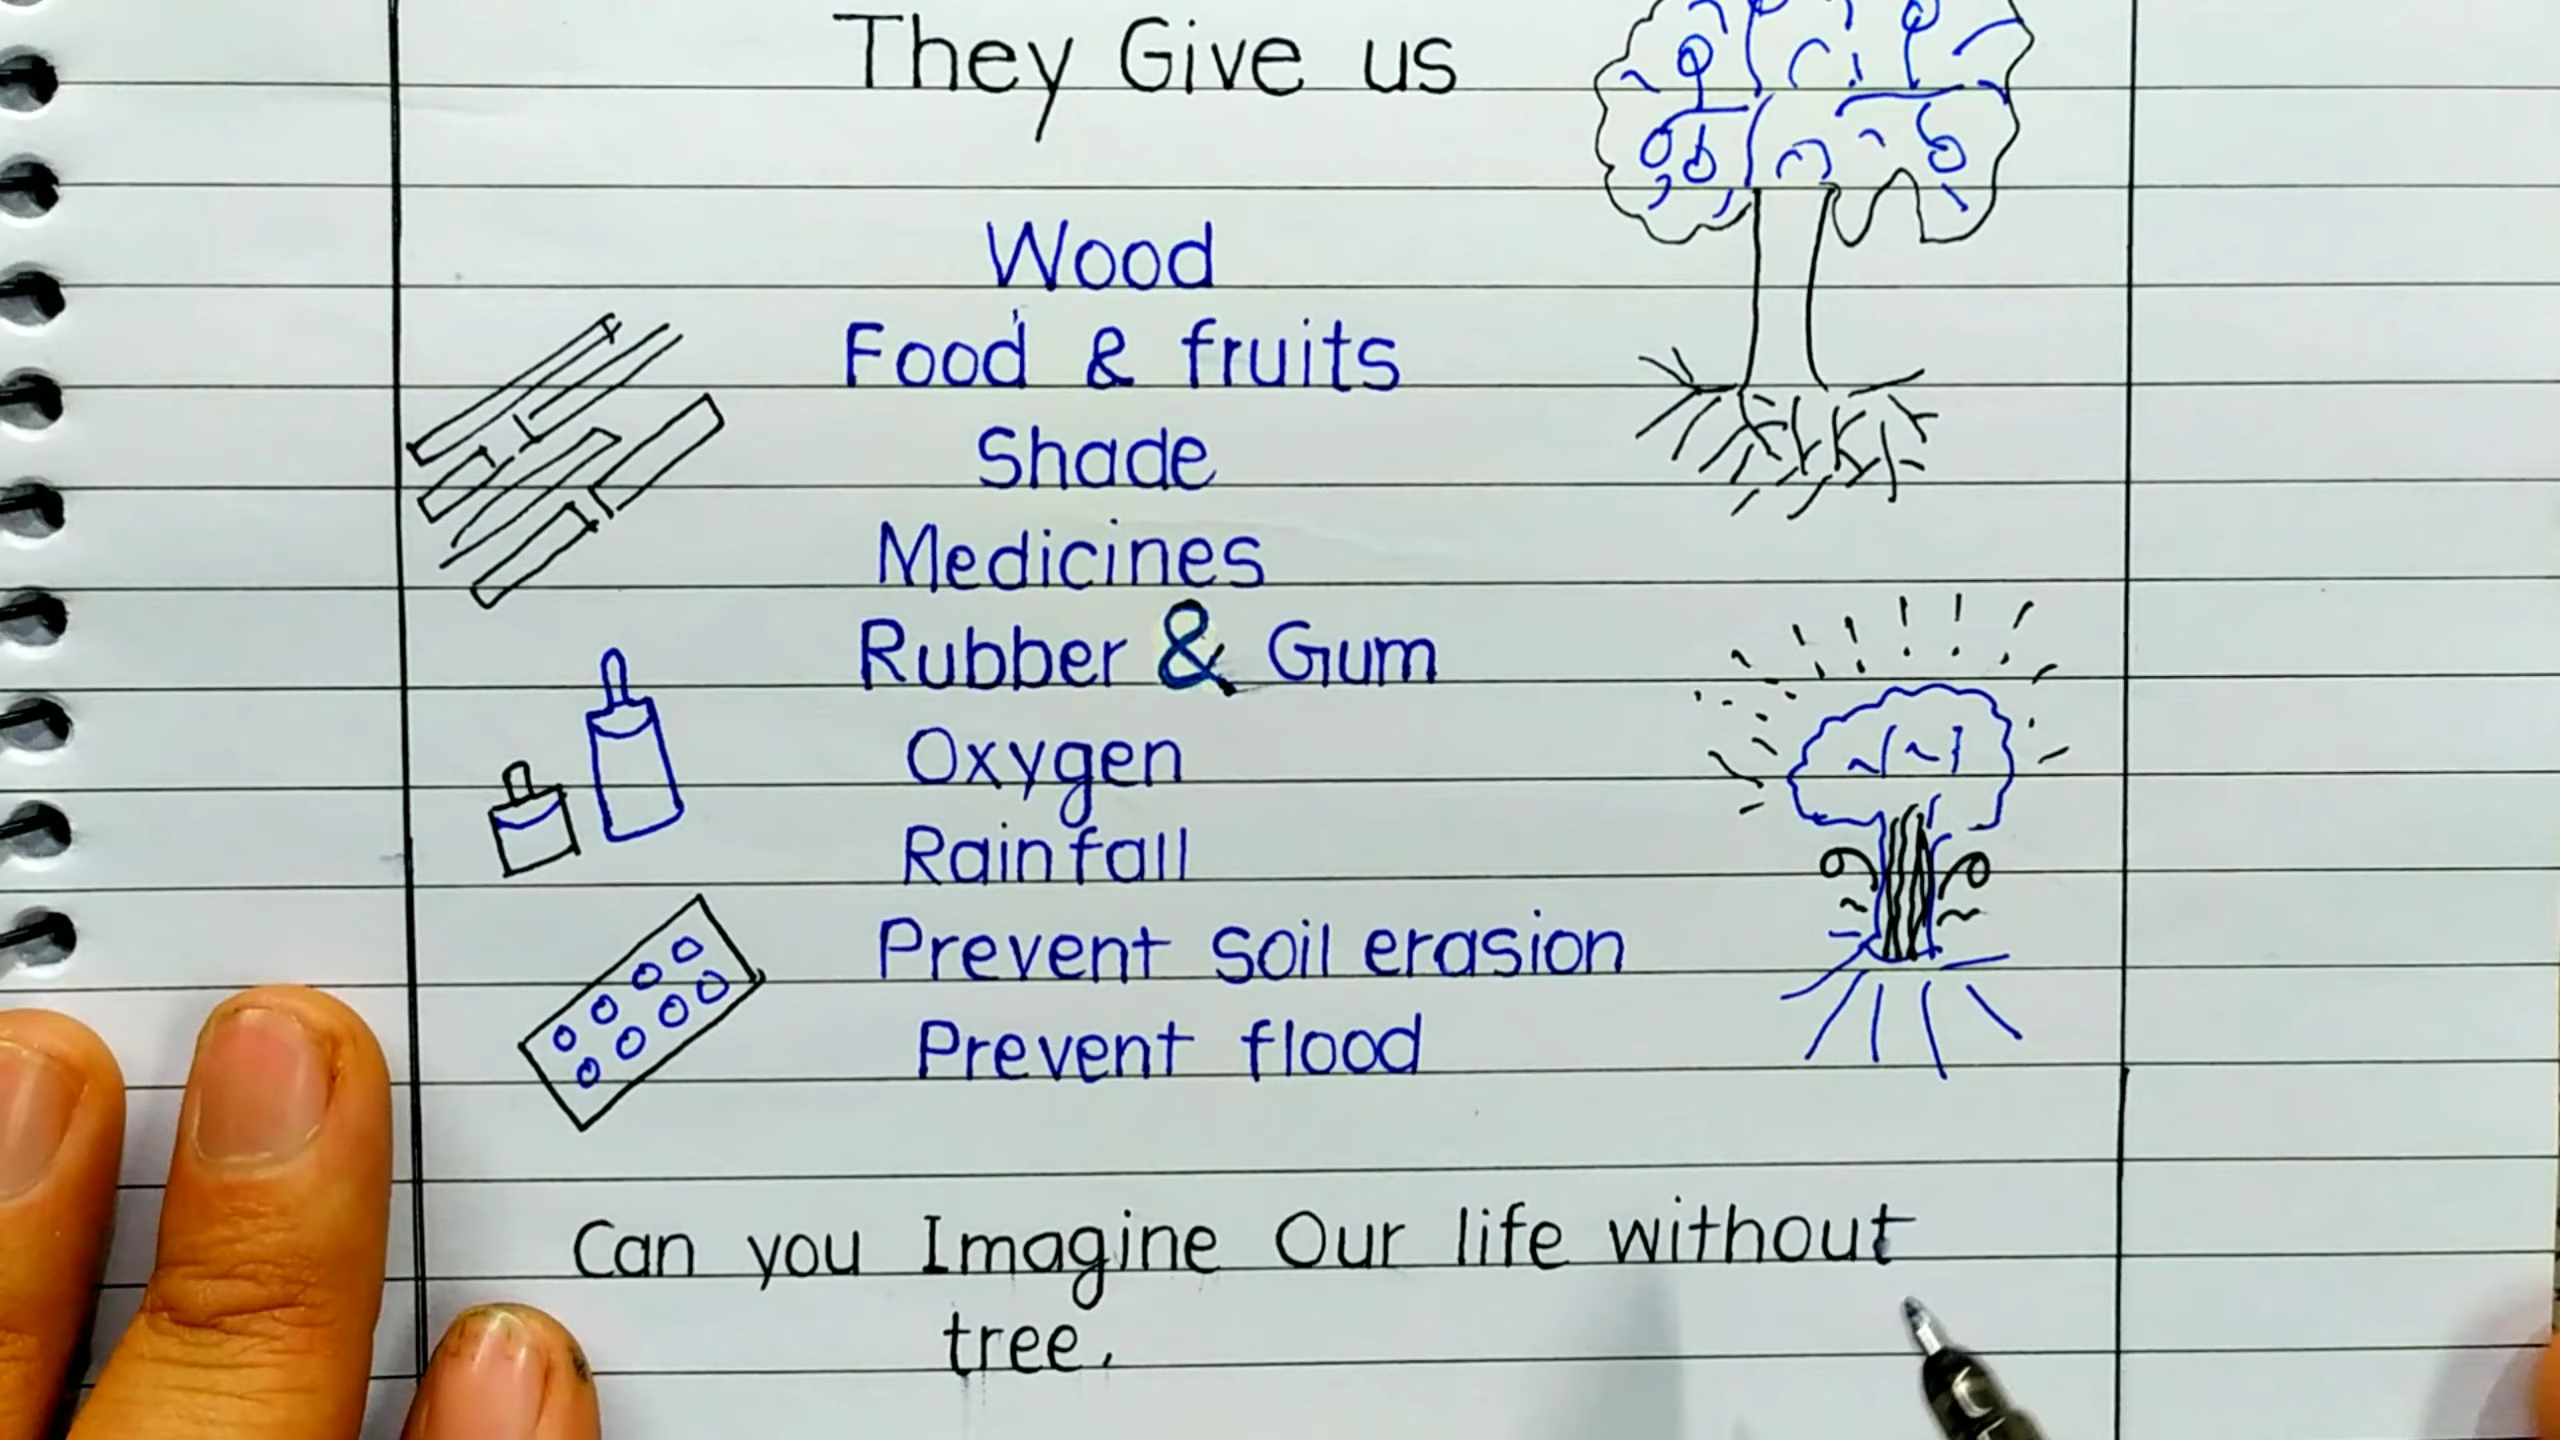 They Give us
Wood
Food & fruits
Shade
Medicines
Rubber & Gum
Oxygen
Rainfall
Prevent soil erasion
Prevent flood
Can you Imagine Our life without
tree.